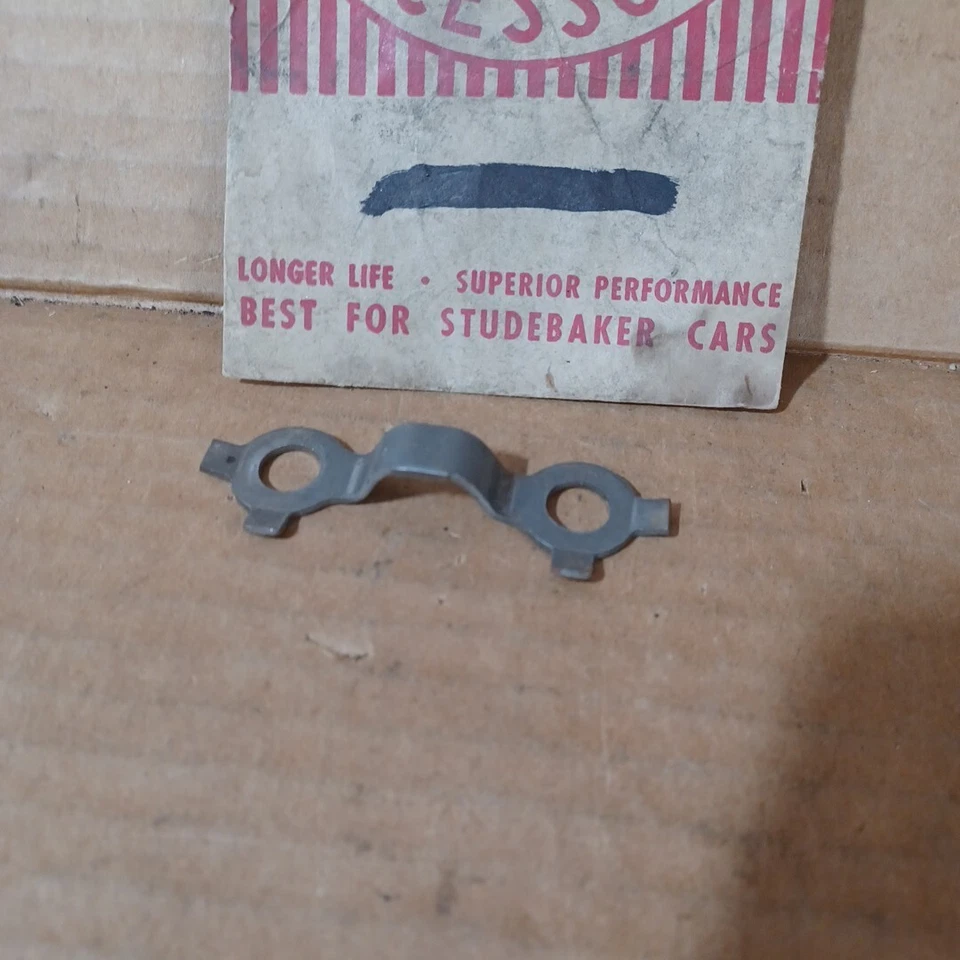 LONGER LIFE • SUPERIOR PERFORMANCE
BEST FOR STUDEBAKER CARS